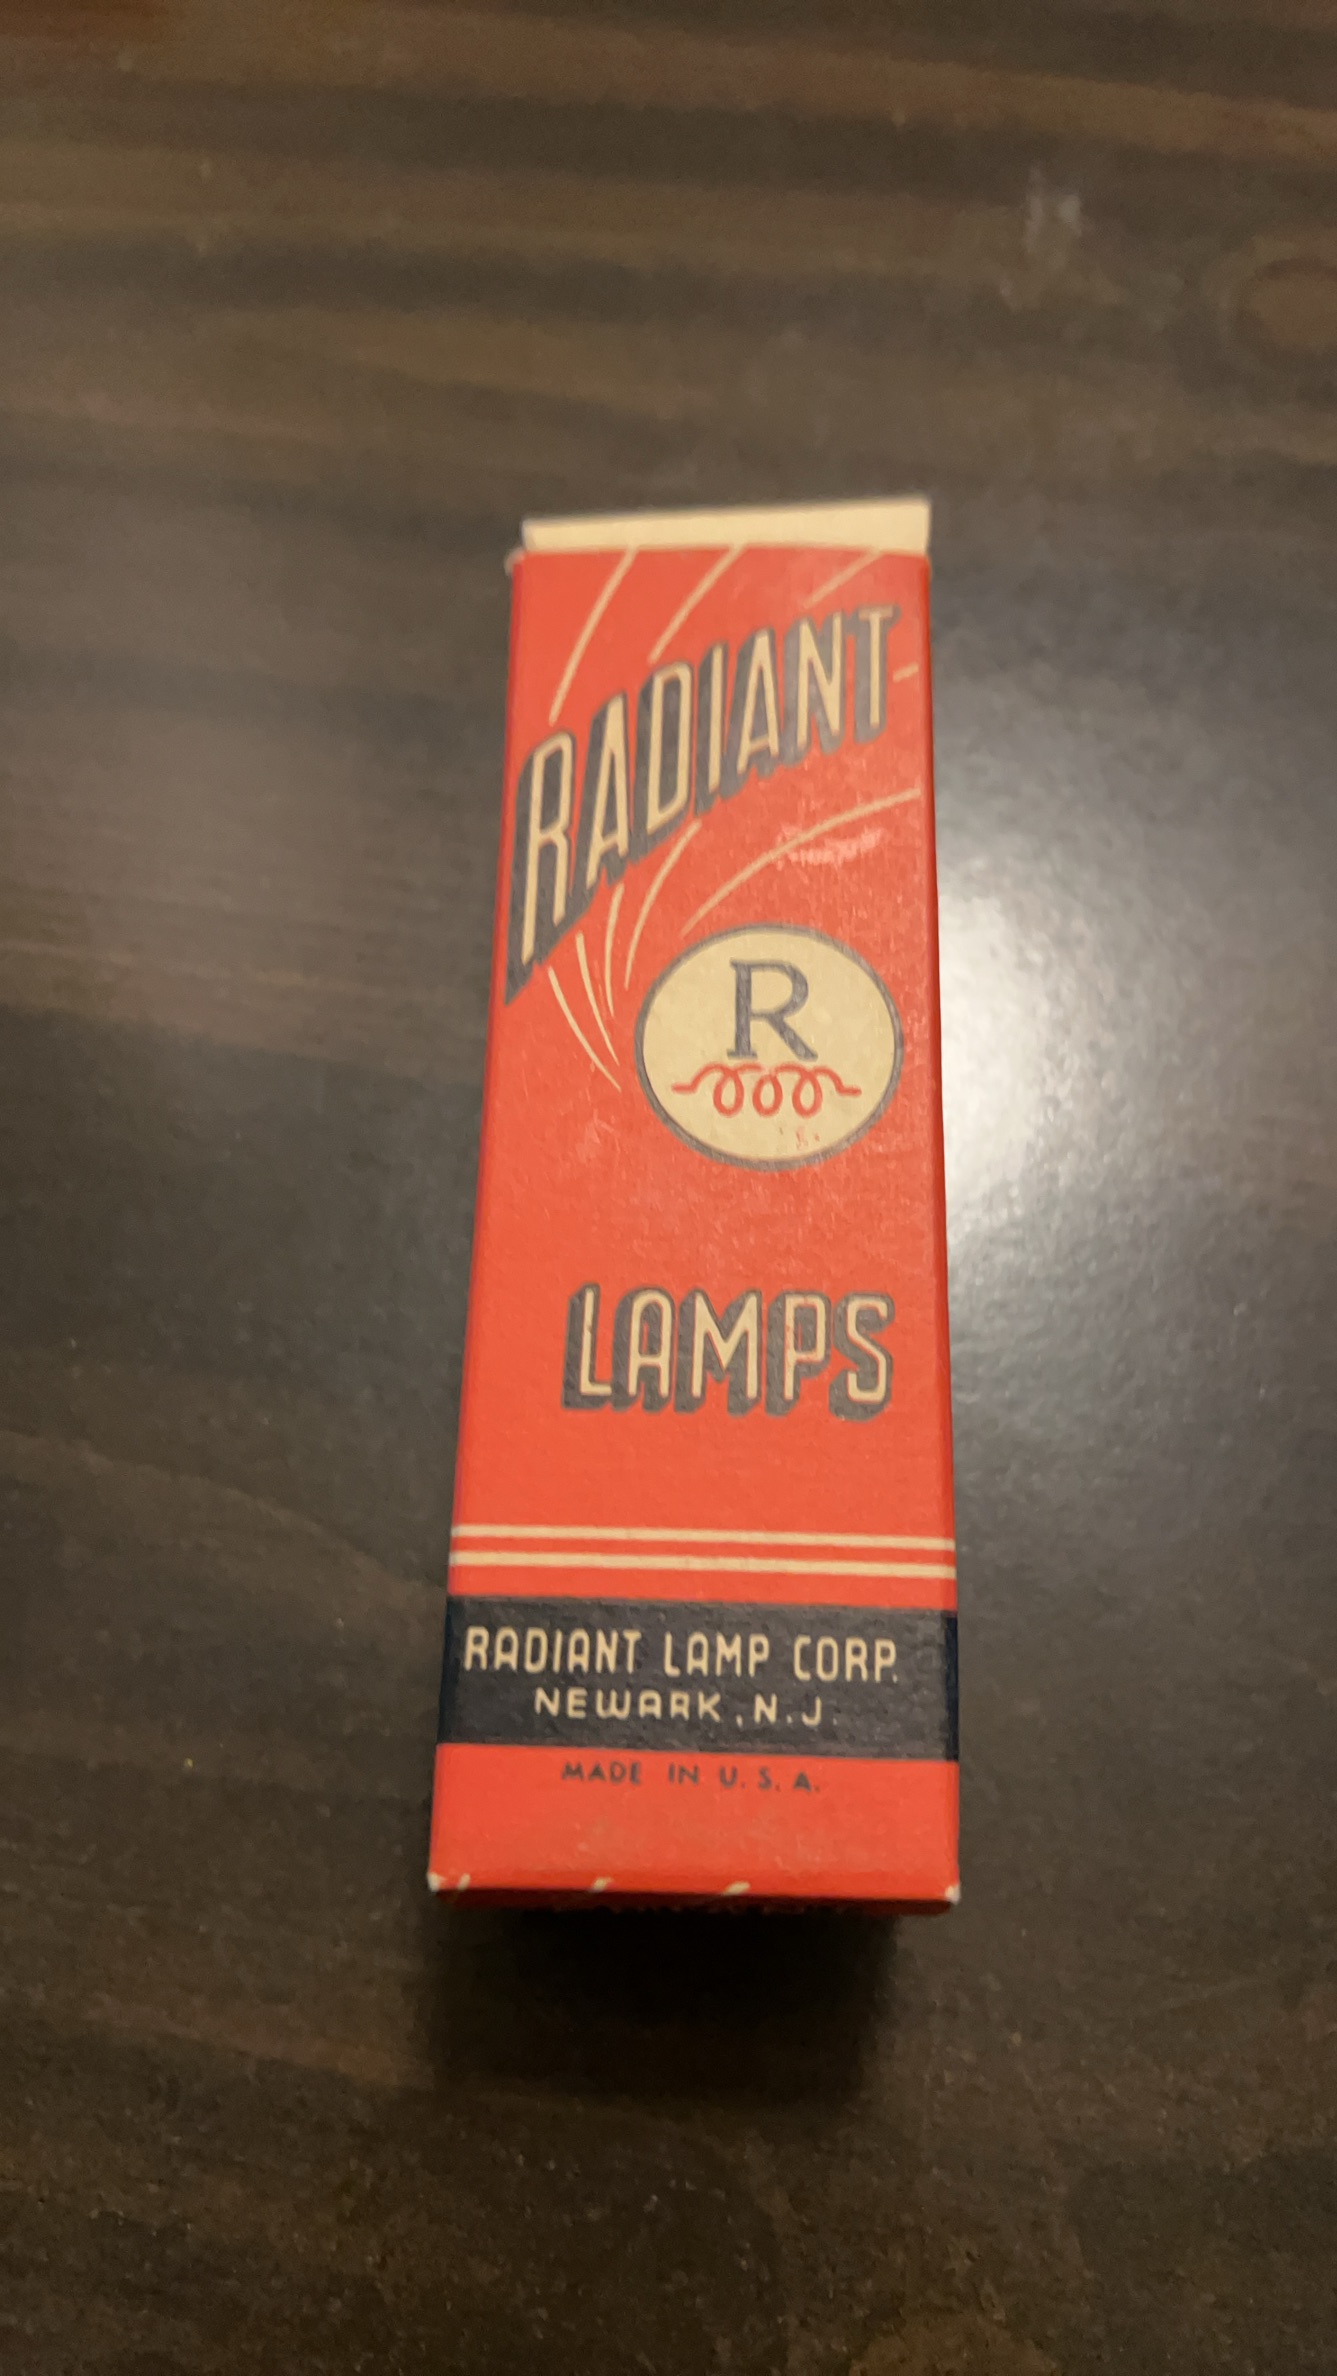 RADIANT
R
LAMPS
RADIANT LAMP CORP.
NEWARK, N.J.
MADE IN U.S.A.